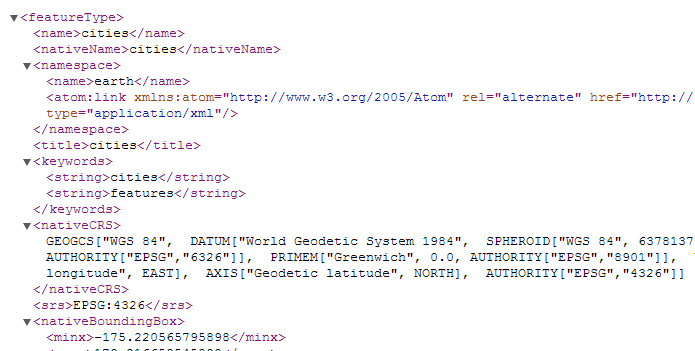 <featureType>
<name>cities</name>
<nativeName>cities</nativeName>
<namespace>
<name>earth</name>
<atom:link xmlns:atom="http://www.w3.org/2005/Atom" rel="alternate" href="http://
type="application/xml"/>
</namespace>
<title>cities</title>
<keywords>
<string>cities</string>
<string>features</string>
</keywords>
<nativeCRS>
GEOGCS["WGS 84", DATUM["World Geodetic System 1984", SPHEROID["WGS 84", 6378137
AUTHORITY["EPSG","6326"]], PRIMEM["Greenwich", 0.0, AUTHORITY["EPSG","8901"]],
longitude", EAST], AXIS["Geodetic latitude", NORTH], AUTHORITY["EPSG","4326"]]
</nativeCRS>
<srs>EPSG:4326</srs>
<nativeBoundingBox>
<minx>-175.220565795898</minx>